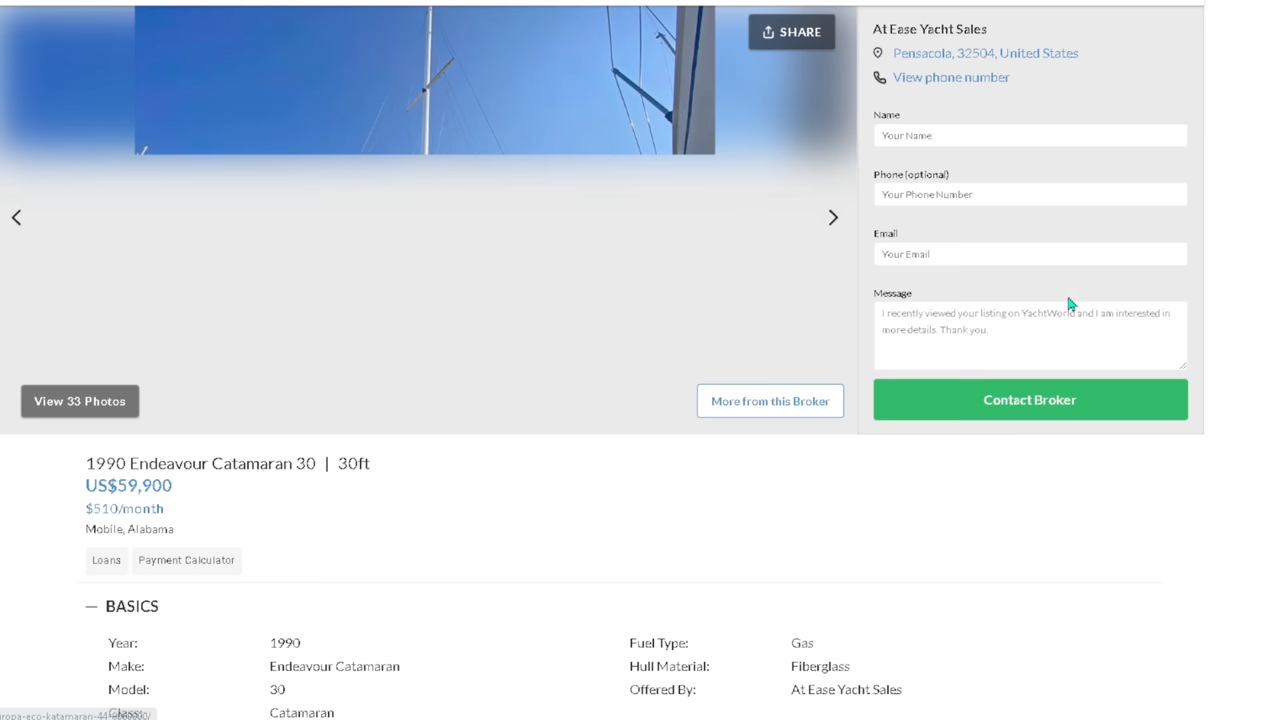 SHARE
At Ease Yacht Sales
Pensacola, 32504, United States
View phone number
Name
Your Name
Phone (optional)
Your Phone Number
Email
Your Email
Message
I recently viewed your listing on YachtWorld and I am interested in
more details. Thank you.
Contact Broker
View 33 Photos
More from this Broker
1990 Endeavour Catamaran 30 | 30ft
US$59,900
$510/month
Mobile, Alabama
Loans
Payment Calculator
— BASICS
Year: 1990
Make: Endeavour Catamaran
Model: 30
Class: Catamaran
Fuel Type: Gas
Hull Material: Fiberglass
Offered By: At Ease Yacht Sales